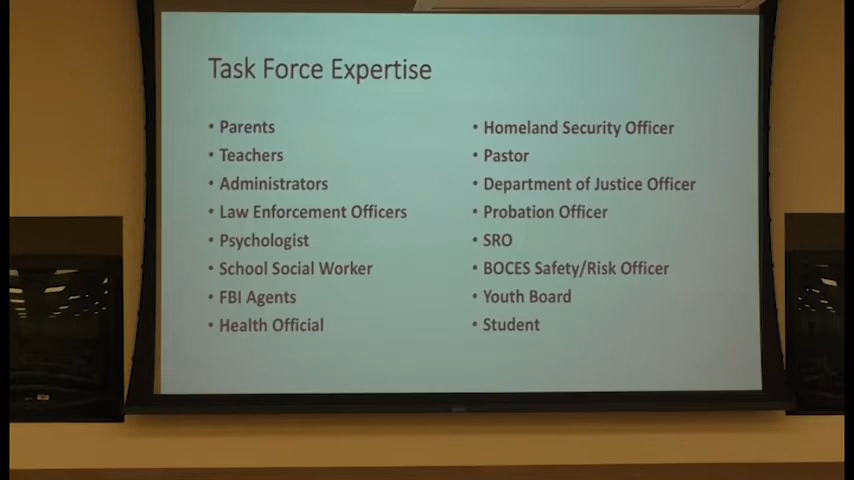 Task Force Expertise
• Parents
• Teachers
• Administrators
• Law Enforcement Officers
• Psychologist
• School Social Worker
• FBI Agents
• Health Official
• Homeland Security Officer
• Pastor
• Department of Justice Officer
• Probation Officer
• SRO
• BOCES Safety/Risk Officer
• Youth Board
• Student